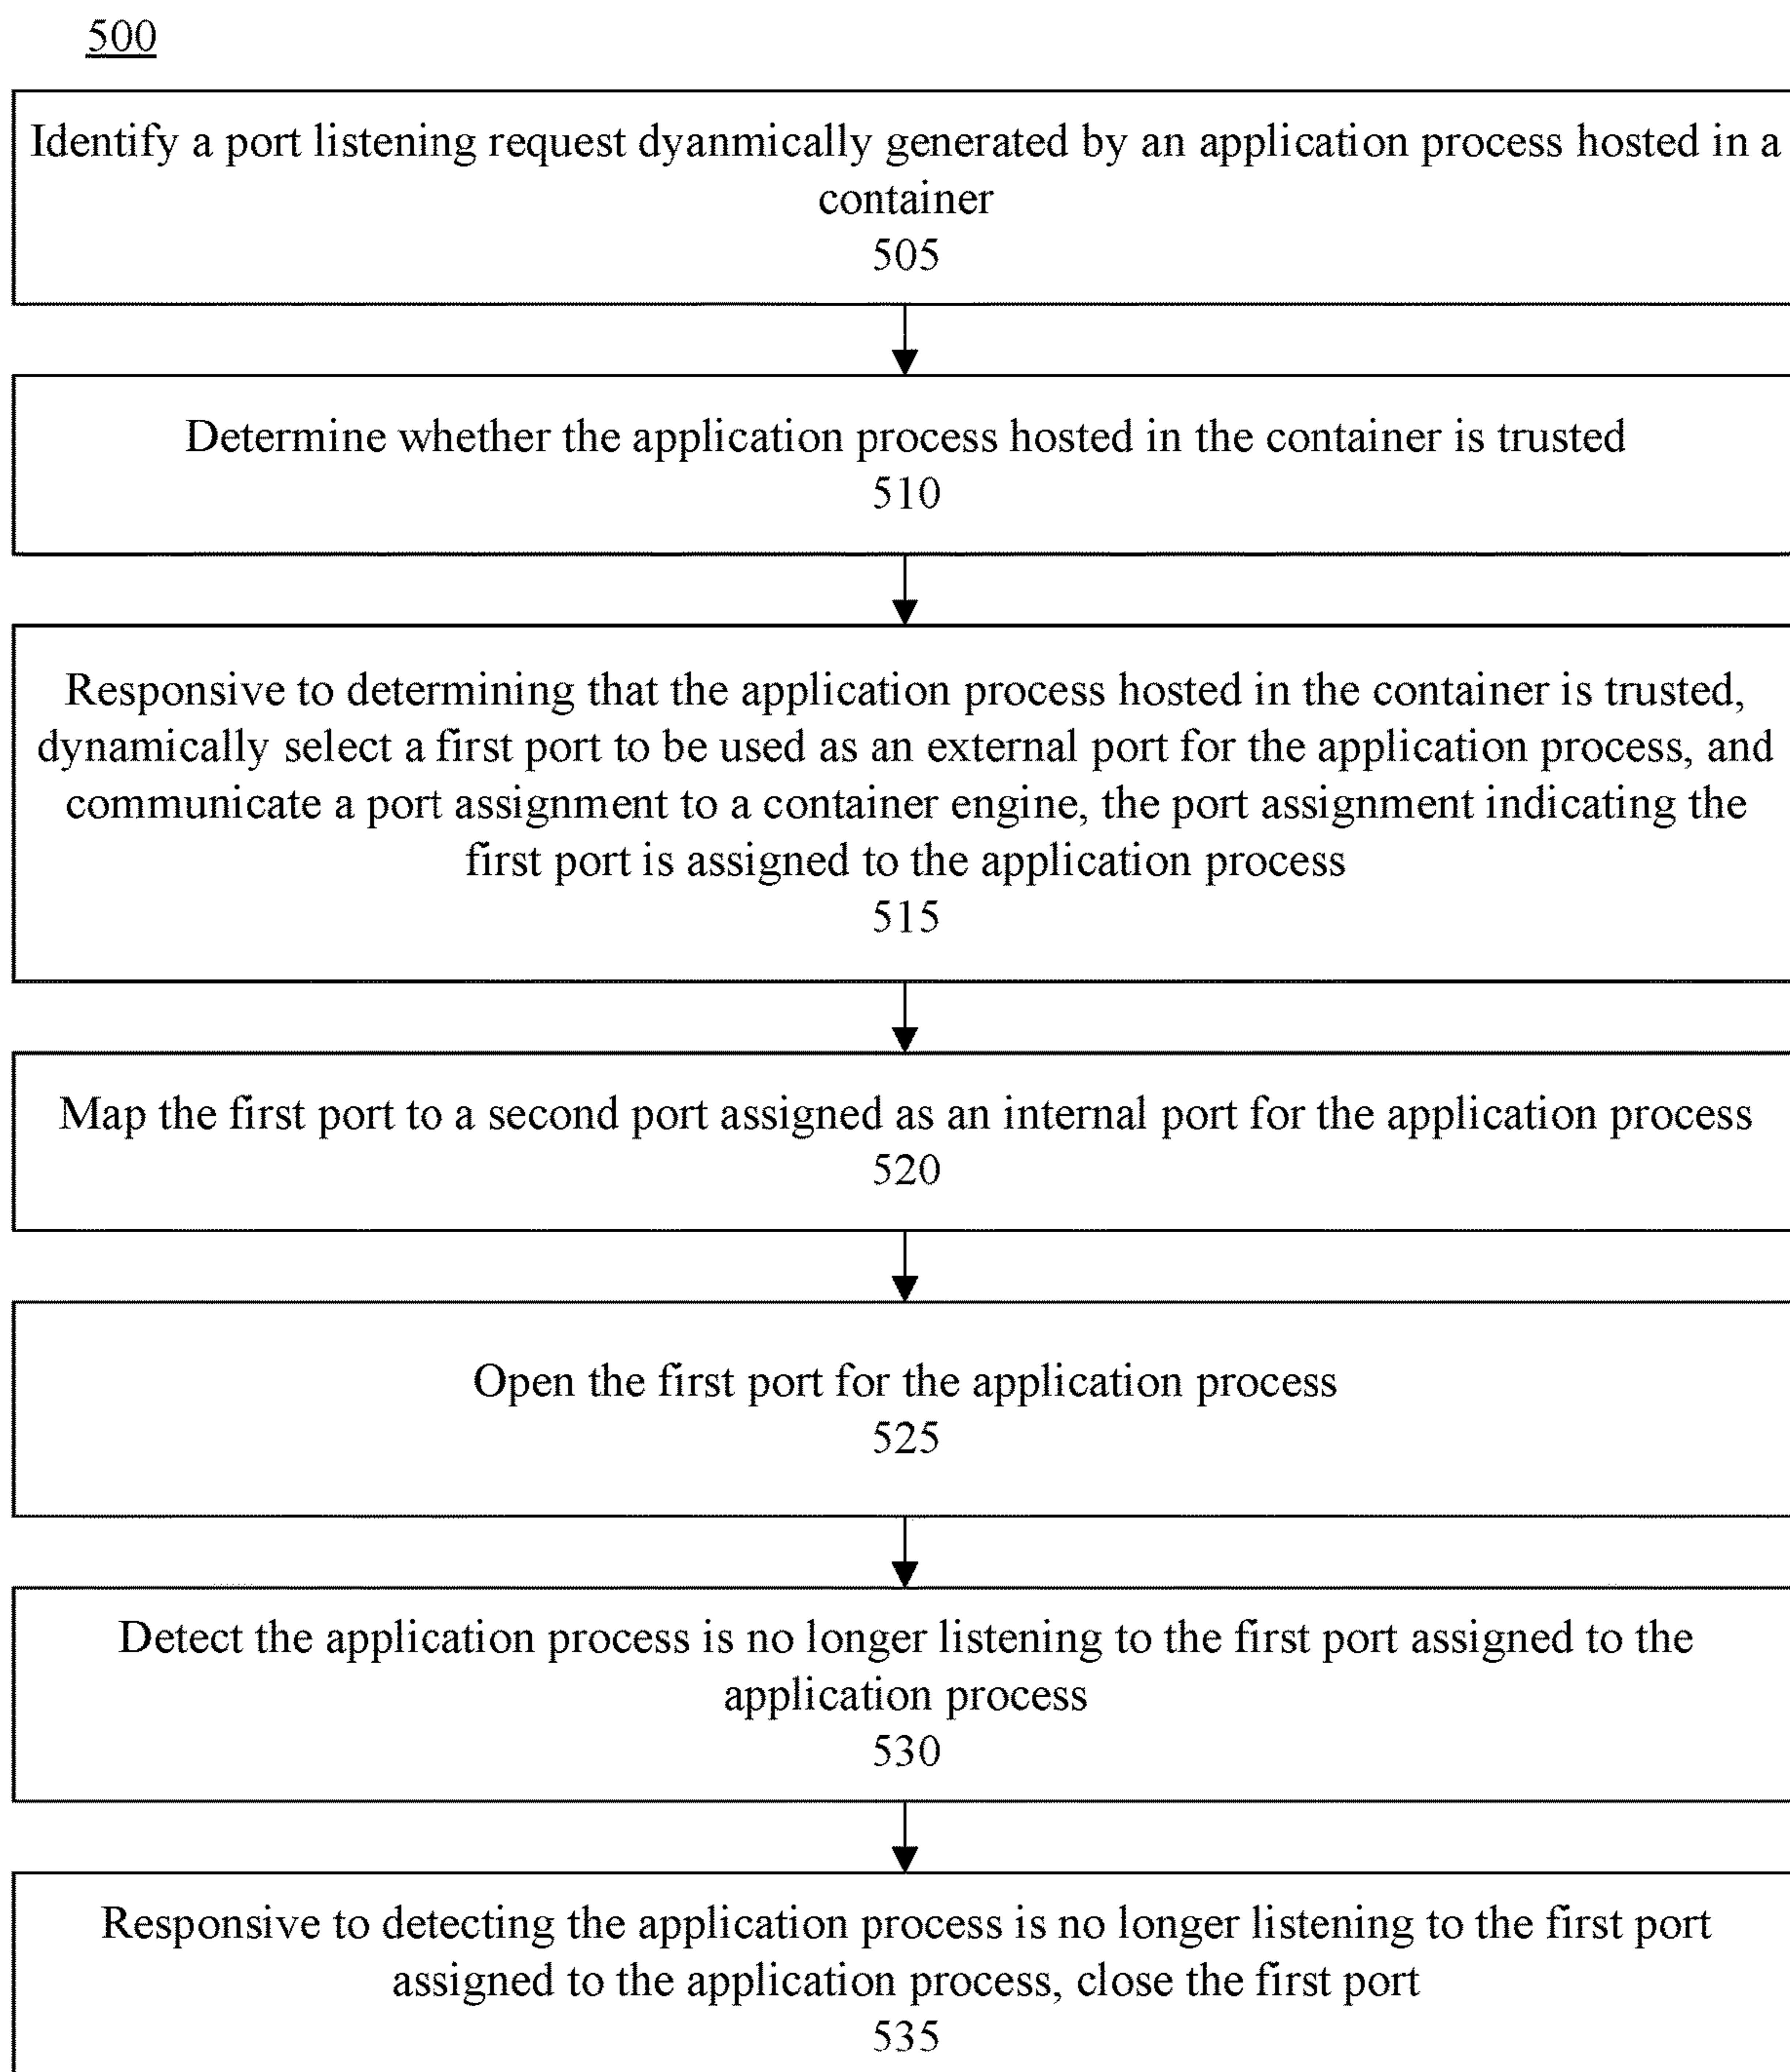 500
Identify a port listening request dyanmically generated by an application process hosted in a
container
505
Determine whether the application process hosted in the container is trusted
510
Responsive to determining that the application process hosted in the container is trusted,
dynamically select a first port to be used as an external port for the application process, and
communicate a port assignment to a container engine, the port assignment indicating the
first port is assigned to the application process
515
Map the first port to a second port assigned as an internal port for the application process
520
Open the first port for the application process
525
Detect the application process is no longer listening to the first port assigned to the
application process
530
Responsive to detecting the application process is no longer listening to the first port
assigned to the application process, close the first port
535